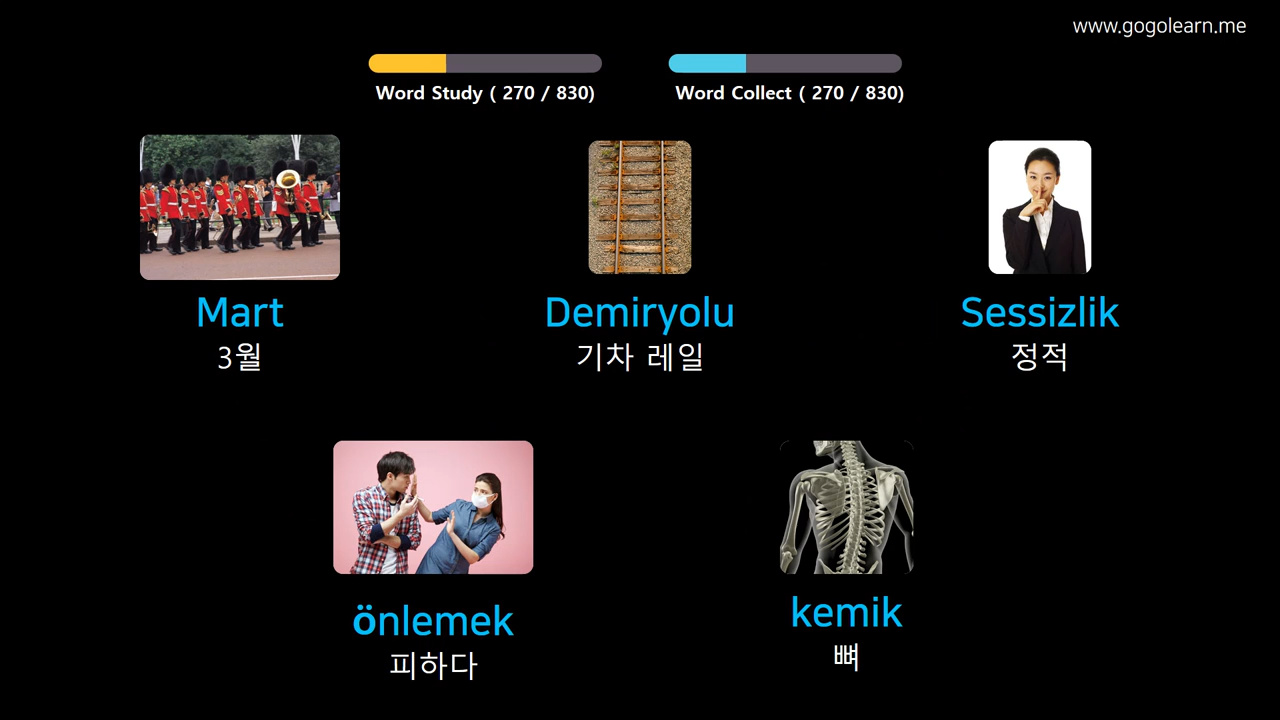 www.gogolearn.me
Word Study ( 270 / 830)
Word Collect ( 270 / 830)
Mart
3월
Demiryolu
기차 레일
Sessizlik
정적
önlemek
피하다
kemik
뼈